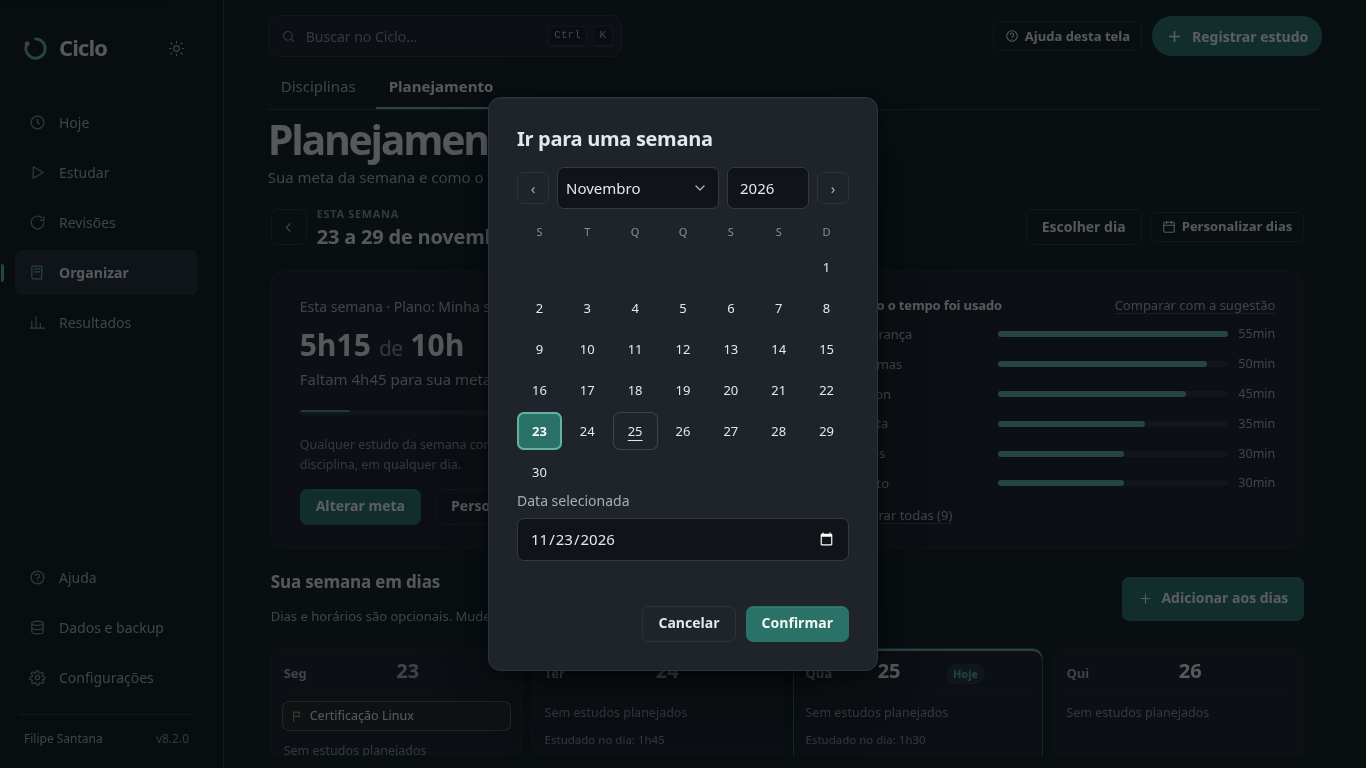 Ciclo
Buscar no Ciclo...
Ctrl K
Ajuda desta tela
Registrar estudo
Disciplinas
Planejamento
Hoje
Estudar
Revisões
Organizar
Resultados
Ajuda
Dados e backup
Configurações
Filipe Santana
v8.2.0
Planejamen
Sua meta da semana e como o
ESTA SEMANA
23 a 29 de novem
Escolher dia
Personalizar dias
Esta semana · Plano: Minha s
5h15 de 10h
Faltam 4h45 para sua meta
Qualquer estudo da semana con
disciplina, em qualquer dia.
Alterar meta
Perso
o o tempo foi usado
Comparar com a sugestão
rança
55min
mas
50min
on
45min
ta
35min
s
30min
to
30min
rar todas (9)
Ir para uma semana
‹
Novembro
2026
›
S T Q Q S S D
1
2 3 4 5 6 7 8
9 10 11 12 13 14 15
16 17 18 19 20 21 22
23 24 25 26 27 28 29
30
Data selecionada
11/23/2026
Cancelar
Confirmar
Sua semana em dias
Dias e horários são opcionais. Mude
Adicionar aos dias
Seg 23
Certificação Linux
Sem estudos planejados
Ter 24
Sem estudos planejados
Estudado no dia: 1h45
Qua 25 Hoje
Sem estudos planejados
Estudado no dia: 1h30
Qui 26
Sem estudos planejados